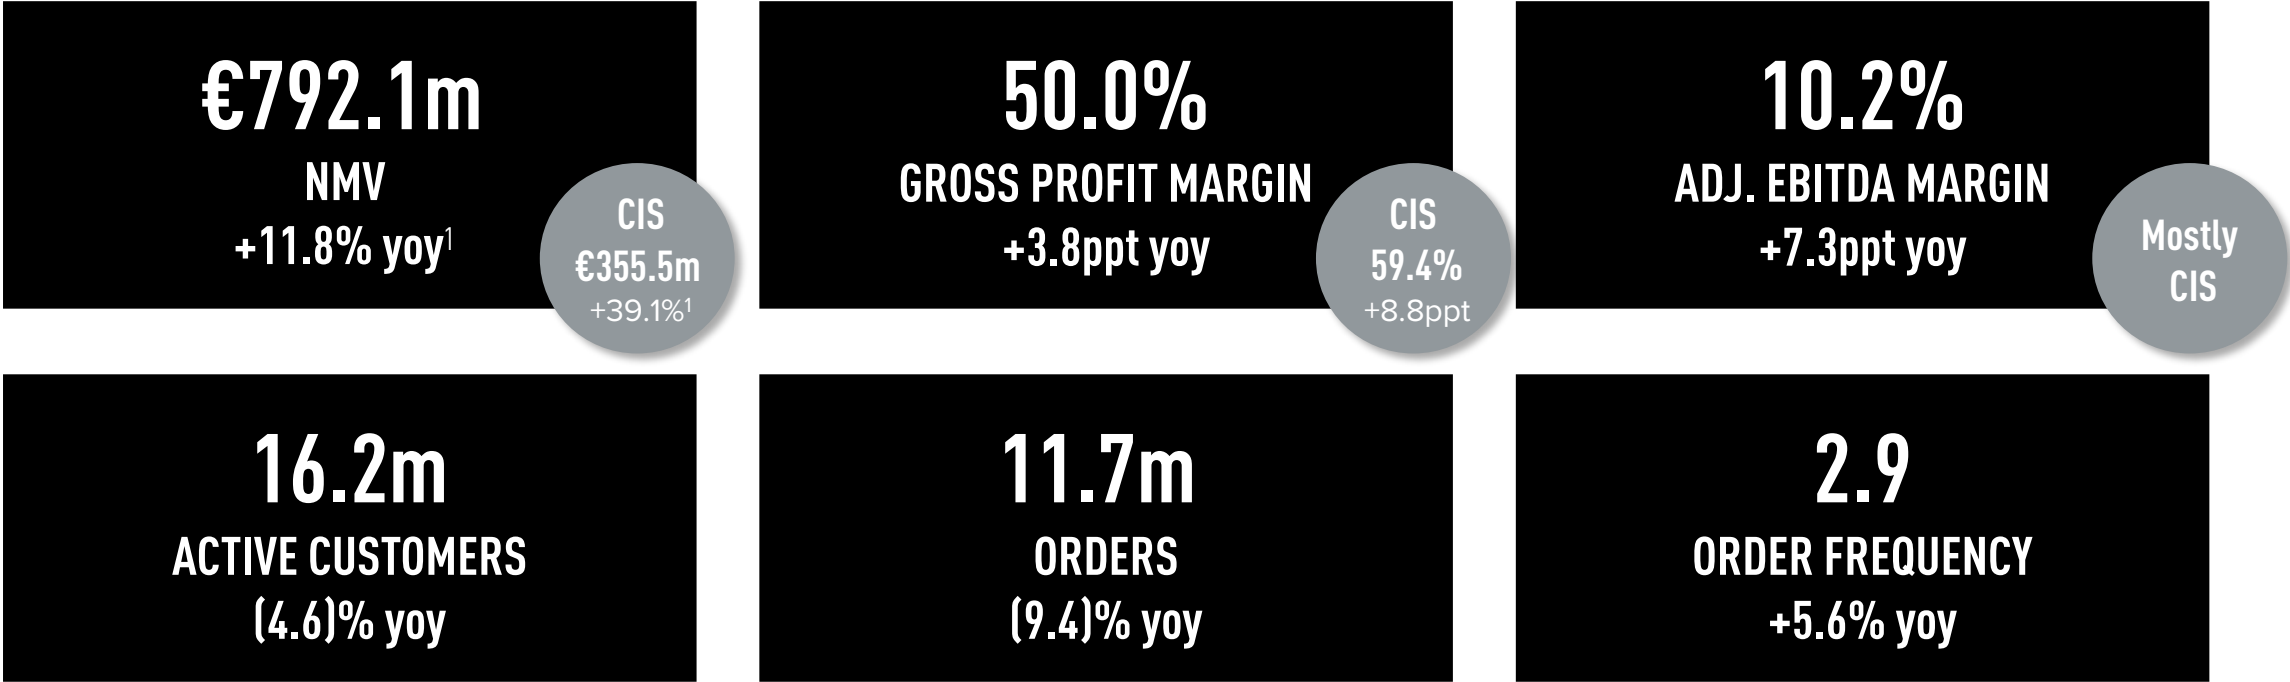 €792.1m
NMV
+11.8% yoy¹
CIS
€355.5m
+39.1%¹
50.0%
GROSS PROFIT MARGIN
+3.8ppt yoy
CIS
59.4%
+8.8ppt
10.2%
ADJ. EBITDA MARGIN
+7.3ppt yoy
Mostly
CIS
16.2m
ACTIVE CUSTOMERS
(4.6)% yoy
11.7m
ORDERS
(9.4)% yoy
2.9
ORDER FREQUENCY
+5.6% yoy